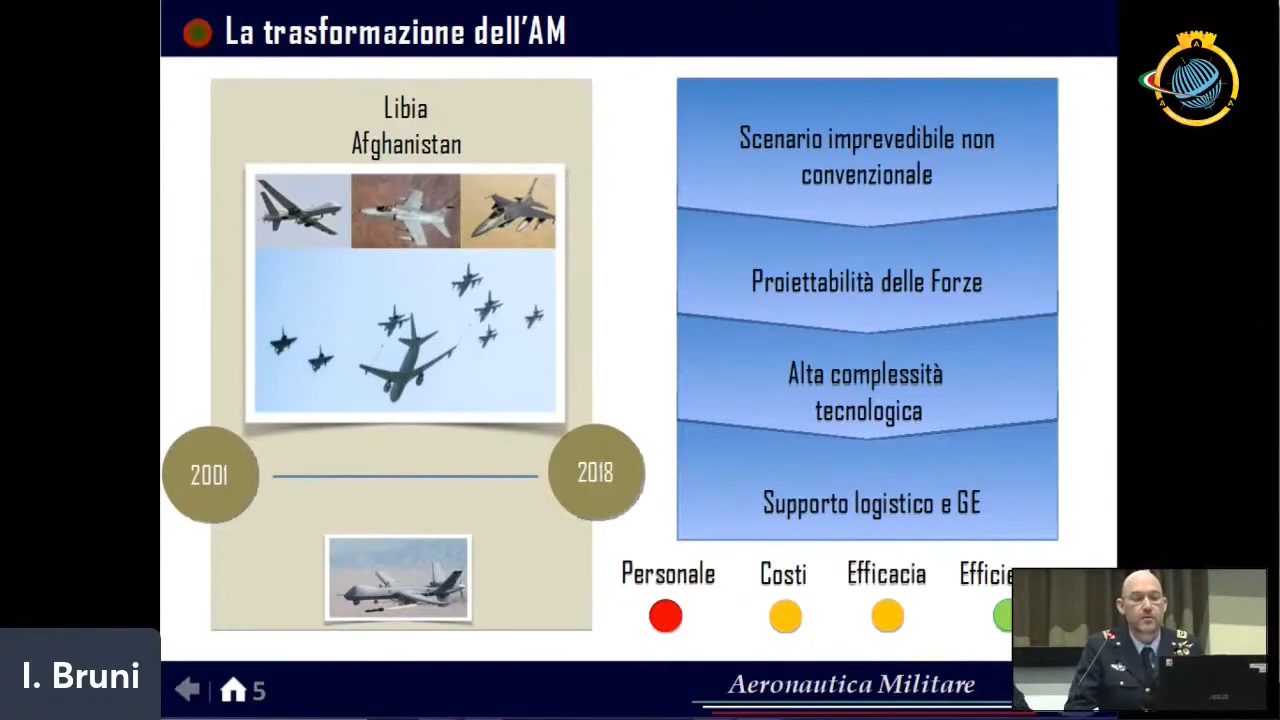 La trasformazione dell'AM
Libia
Afghanistan
2001
2018
Scenario imprevedibile non
convenzionale
Proiettabilità delle Forze
Alta complessità
tecnologica
Supporto logistico e GE
Personale
Costi
Efficacia
I. Bruni
5
Aeronautica Militare